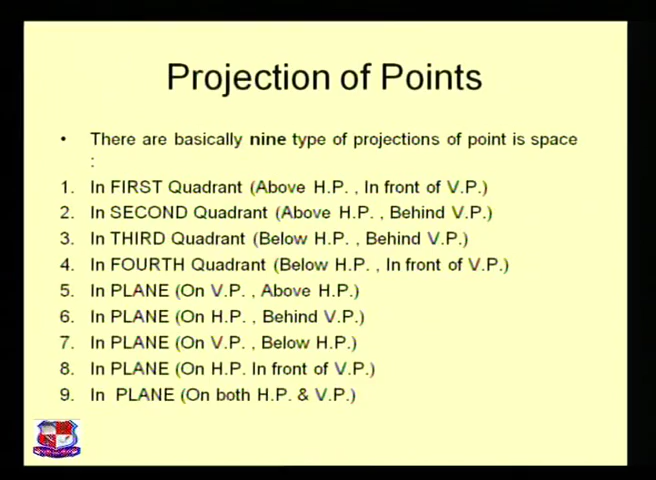 Projection of Points
• There are basically nine type of projections of point is space
:
1. In FIRST Quadrant (Above H.P. , In front of V.P.)
2. In SECOND Quadrant (Above H.P. , Behind V.P.)
3. In THIRD Quadrant (Below H.P. , Behind V.P.)
4. In FOURTH Quadrant (Below H.P. , In front of V.P.)
5. In PLANE (On V.P. , Above H.P.)
6. In PLANE (On H.P. , Behind V.P.)
7. In PLANE (On V.P. , Below H.P.)
8. In PLANE (On H.P. In front of V.P.)
9. In PLANE (On both H.P. & V.P.)